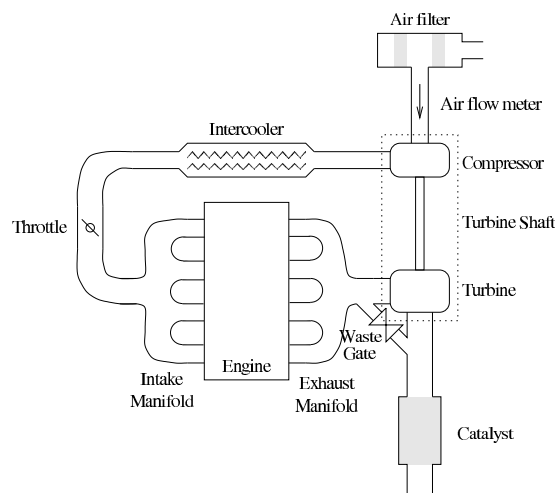 Air filter
Air flow meter
Intercooler
Compressor
Throttle
Turbine Shaft
Turbine
Waste
Gate
Engine
Intake
Manifold
Exhaust
Manifold
Catalyst